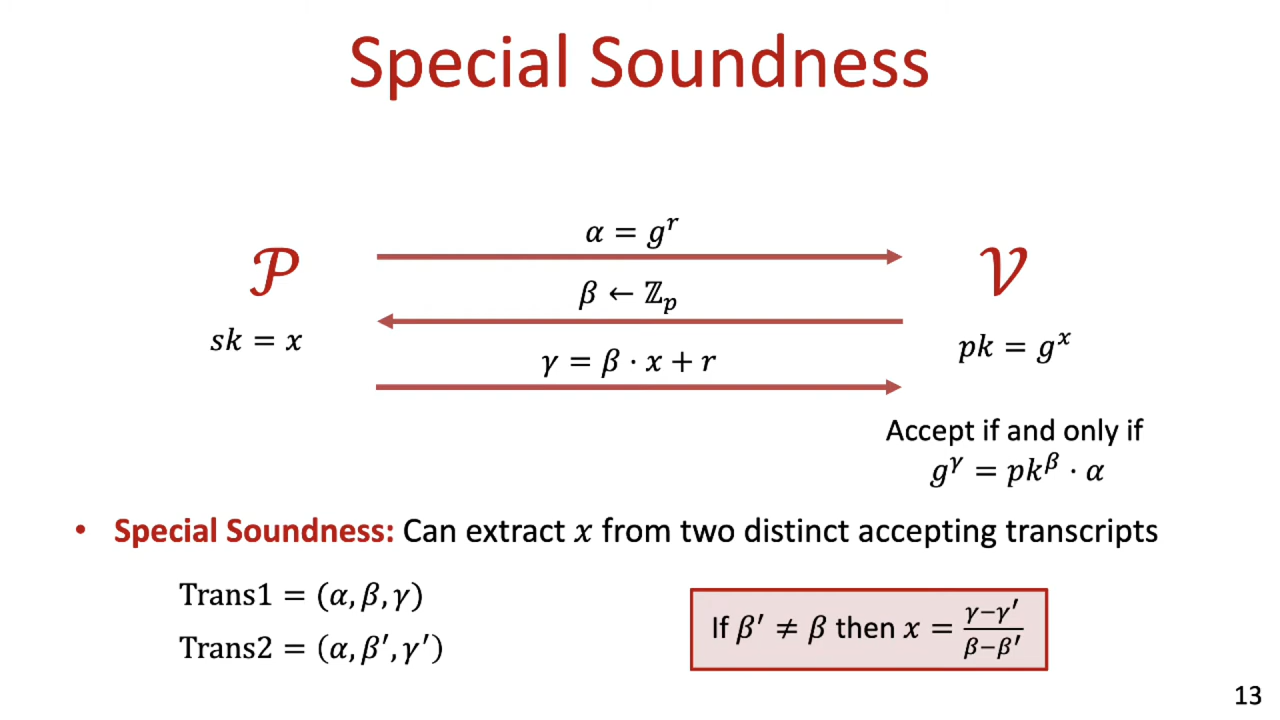 Special Soundness
α = g^r
𝒫
𝒱
β ← ℤ_p
sk = x
pk = g^x
γ = β · x + r
Accept if and only if
g^γ = pk^β · α
• Special Soundness: Can extract x from two distinct accepting transcripts
Trans1 = (α, β, γ)
Trans2 = (α, β′, γ′)
If β′ ≠ β then x = (γ−γ′)/(β−β′)
13